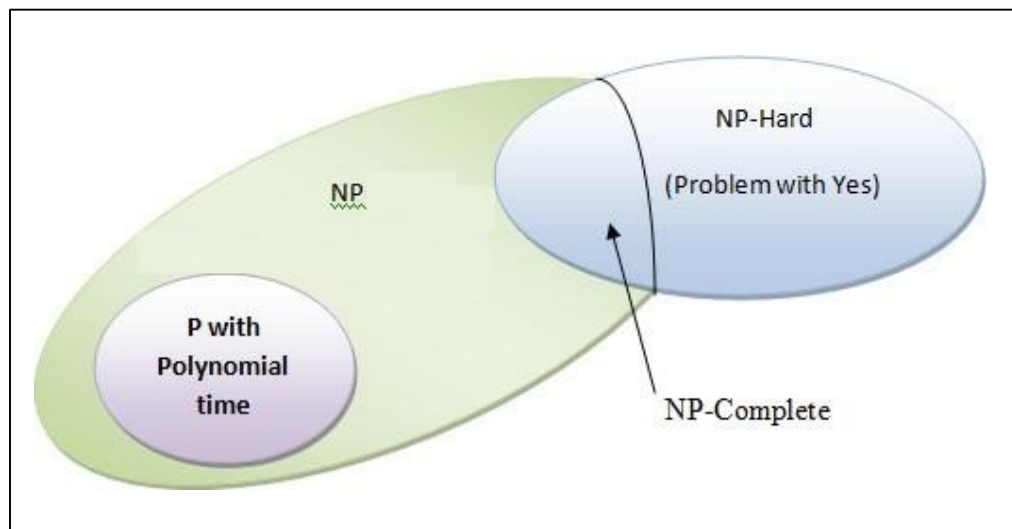 NP-Hard
(Problem with Yes)
NP
P with
Polynomial
time
NP-Complete